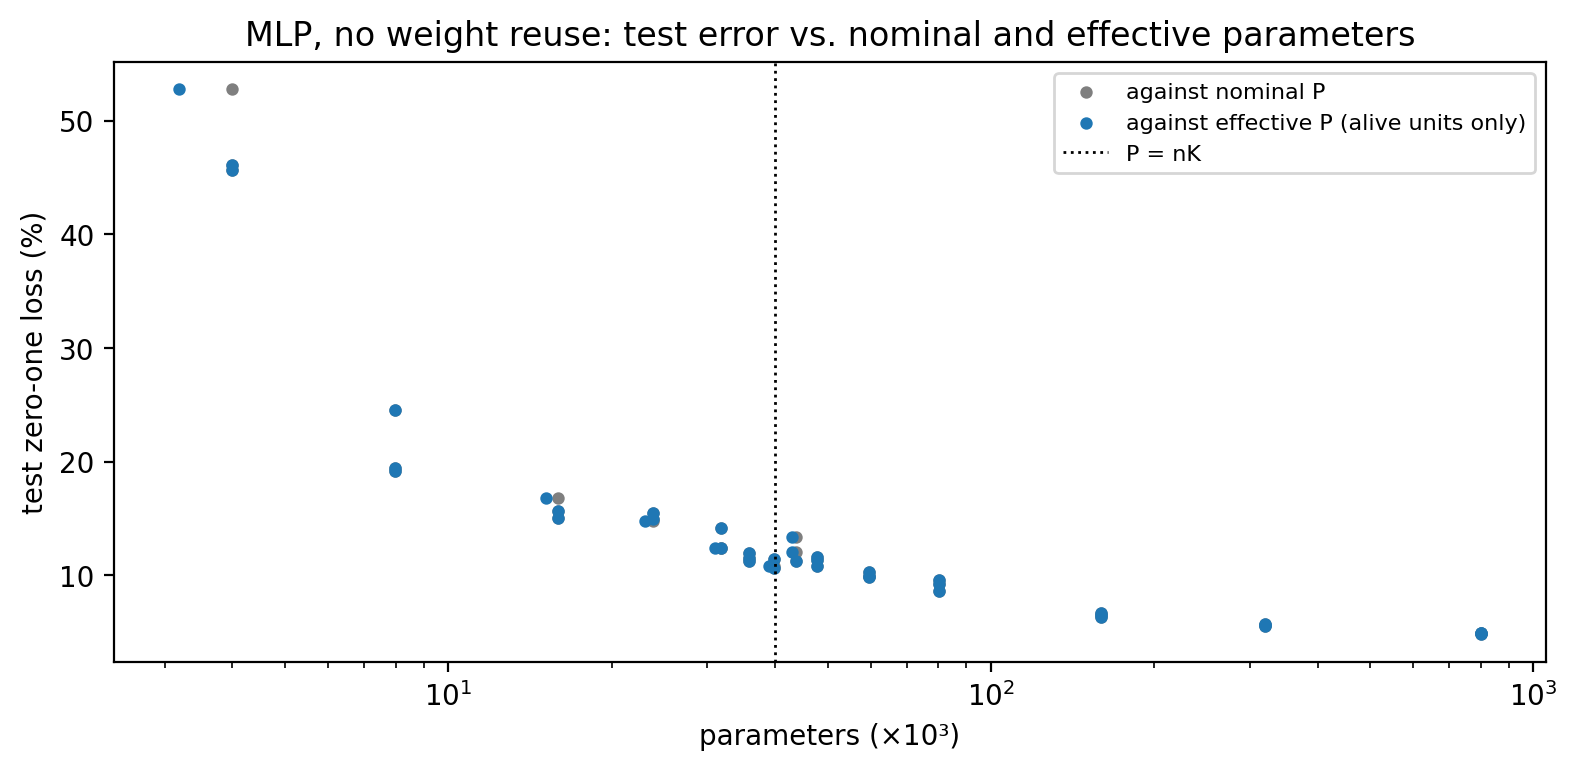 MLP, no weight reuse: test error vs. nominal and effective parameters
against nominal P
against effective P (alive units only)
P = nK
test zero-one loss (%)
50
40
30
20
10
10¹
10²
10³
parameters (×10³)